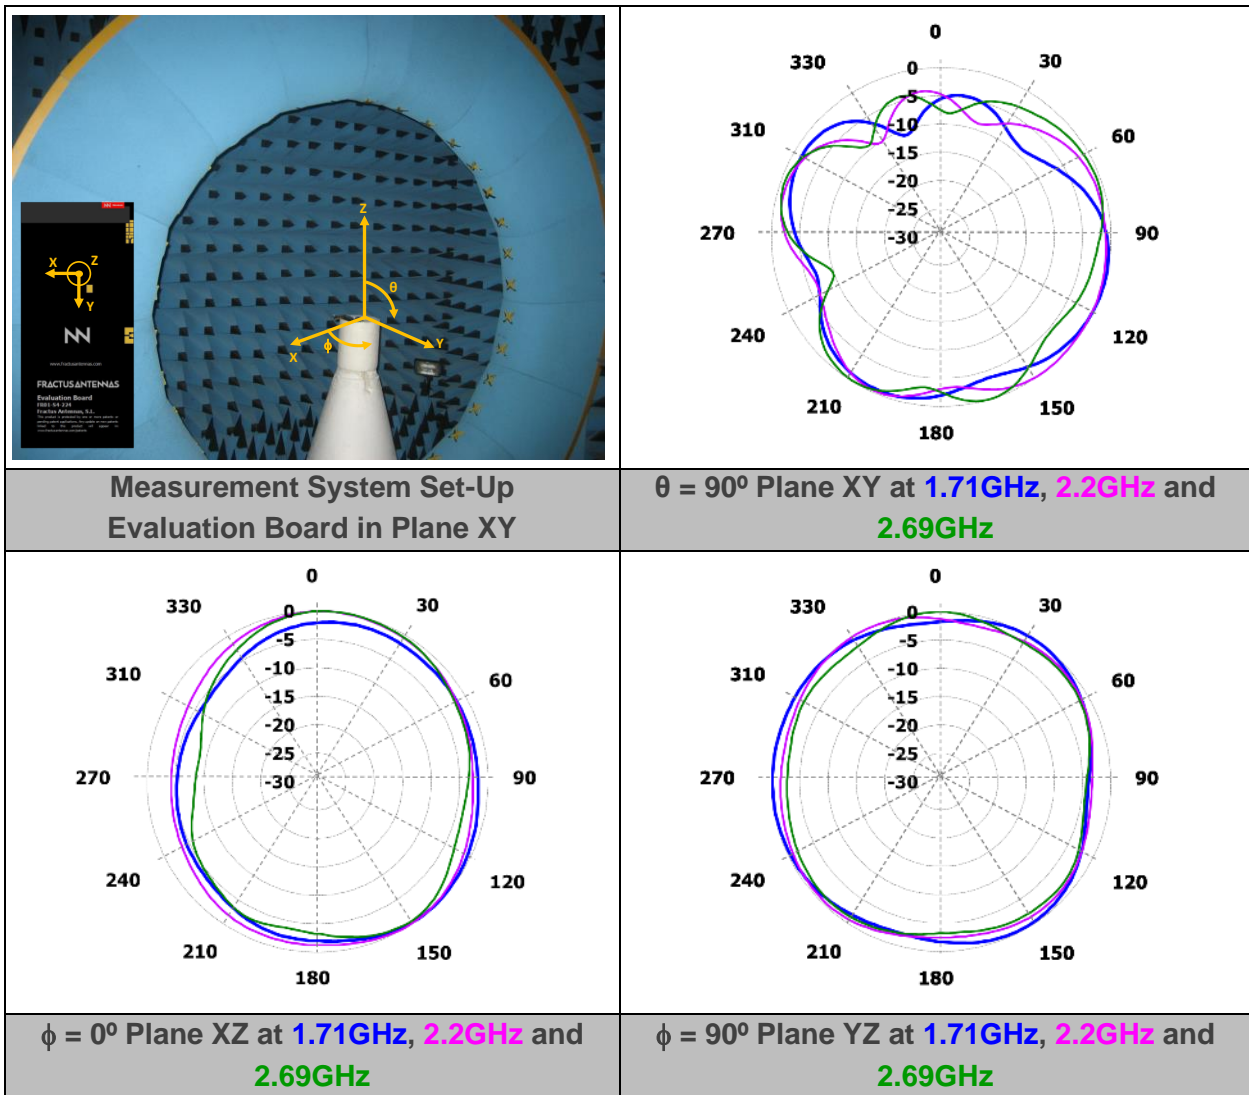 Z
θ
X
ϕ
Y
X
Z
Y
www.fractusantennas.com
FRACTUSANTENNAS
Evaluation Board
Fractus Antennas, S.L.
0
330
30
0
-5
310
-10
60
-15
-20
-25
270
-30
90
240
120
210
150
180
Measurement System Set-Up
Evaluation Board in Plane XY
θ = 90º Plane XY at 1.71GHz, 2.2GHz and
2.69GHz
0
330
30
0
-5
310
-10
60
-15
-20
-25
270
-30
90
240
120
210
150
180
0
330
30
0
-5
310
-10
60
-15
-20
-25
270
-30
90
240
120
210
150
180
ϕ = 0º Plane XZ at 1.71GHz, 2.2GHz and
2.69GHz
ϕ = 90º Plane YZ at 1.71GHz, 2.2GHz and
2.69GHz